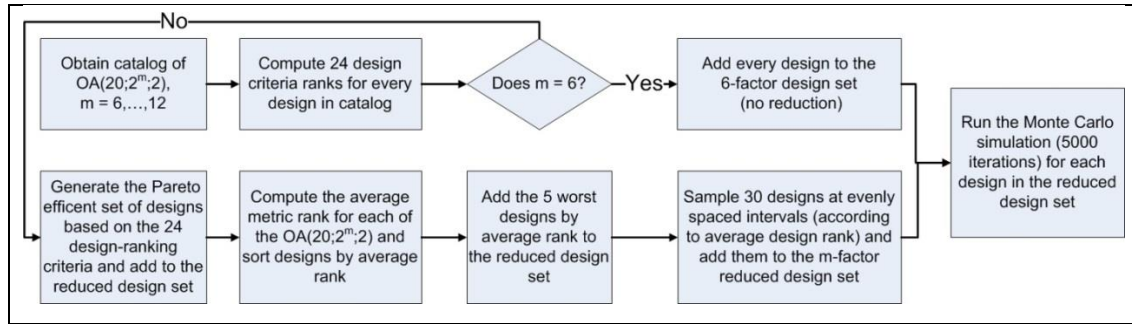 No
Obtain catalog of
OA(20;2^m;2),
m = 6,…,12
Compute 24 design
criteria ranks for every
design in catalog
Does m = 6?
Yes
Add every design to the
6-factor design set
(no reduction)
Run the Monte Carlo
simulation (5000
iterations) for each
design in the reduced
design set
Generate the Pareto
efficent set of designs
based on the 24
design-ranking
criteria and add to the
reduced design set
Compute the average
metric rank for each of
the OA(20;2^m;2) and
sort designs by average
rank
Add the 5 worst
designs by
average rank to
the reduced design
set
Sample 30 designs at evenly
spaced intervals (according
to average design rank) and
add them to the m-factor
reduced design set